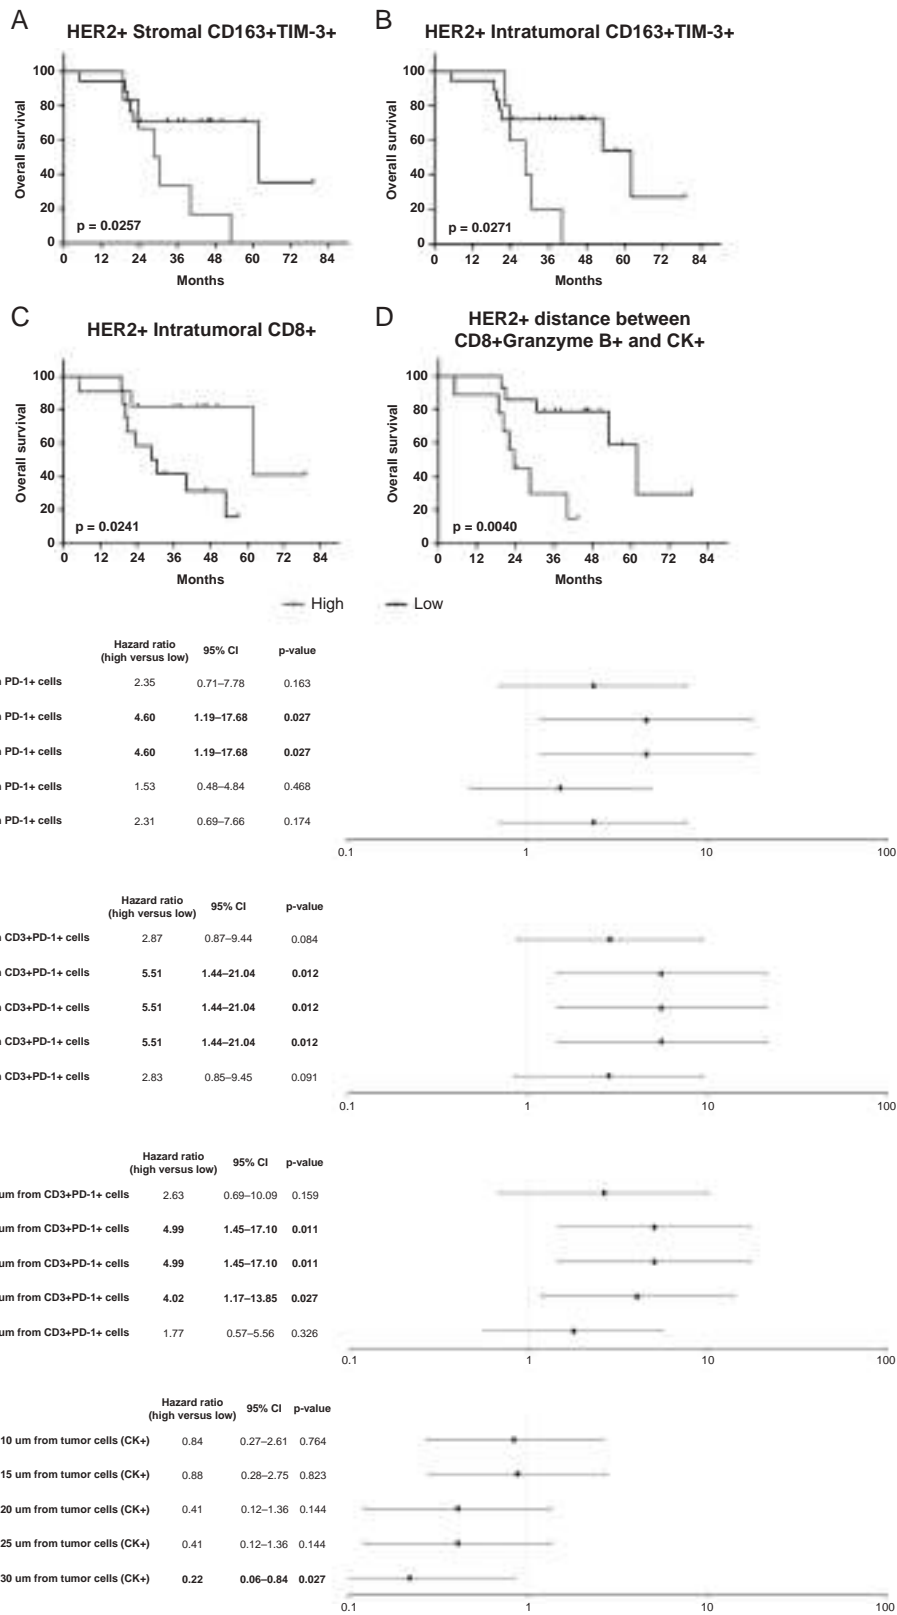 A
HER2+ Stromal CD163+TIM-3+
Overall survival
100
80
60
40
20
0
p = 0.0257
0 12 24 36 48 60 72 84
Months
B
HER2+ Intratumoral CD163+TIM-3+
Overall survival
100
80
60
40
20
0
p = 0.0271
0 12 24 36 48 60 72 84
Months
C
HER2+ Intratumoral CD8+
Overall survival
100
80
60
40
20
0
p = 0.0241
0 12 24 36 48 60 72 84
Months
D
HER2+ distance between
CD8+Granzyme B+ and CK+
Overall survival
100
80
60
40
20
0
p = 0.0040
0 12 24 36 48 60 72 84
Months
High Low
Hazard ratio
(high versus low) 95% CI p-value
PD-1+ cells 2.35 0.71–7.78 0.163
PD-1+ cells 4.60 1.19–17.68 0.027
PD-1+ cells 4.60 1.19–17.68 0.027
PD-1+ cells 1.53 0.48–4.84 0.468
PD-1+ cells 2.31 0.69–7.66 0.174
0.1 1 10 100
Hazard ratio
(high versus low) 95% CI p-value
CD3+PD-1+ cells 2.87 0.87–9.44 0.084
CD3+PD-1+ cells 5.51 1.44–21.04 0.012
CD3+PD-1+ cells 5.51 1.44–21.04 0.012
CD3+PD-1+ cells 5.51 1.44–21.04 0.012
CD3+PD-1+ cells 2.83 0.85–9.45 0.091
0.1 1 10 100
Hazard ratio
(high versus low) 95% CI p-value
um from CD3+PD-1+ cells 2.63 0.69–10.09 0.159
um from CD3+PD-1+ cells 4.99 1.45–17.10 0.011
um from CD3+PD-1+ cells 4.99 1.45–17.10 0.011
um from CD3+PD-1+ cells 4.02 1.17–13.85 0.027
um from CD3+PD-1+ cells 1.77 0.57–5.56 0.326
0.1 1 10 100
Hazard ratio
(high versus low) 95% CI p-value
10 um from tumor cells (CK+) 0.84 0.27–2.61 0.764
15 um from tumor cells (CK+) 0.88 0.28–2.75 0.823
20 um from tumor cells (CK+) 0.41 0.12–1.36 0.144
25 um from tumor cells (CK+) 0.41 0.12–1.36 0.144
30 um from tumor cells (CK+) 0.22 0.06–0.84 0.027
0.1 1 10 100